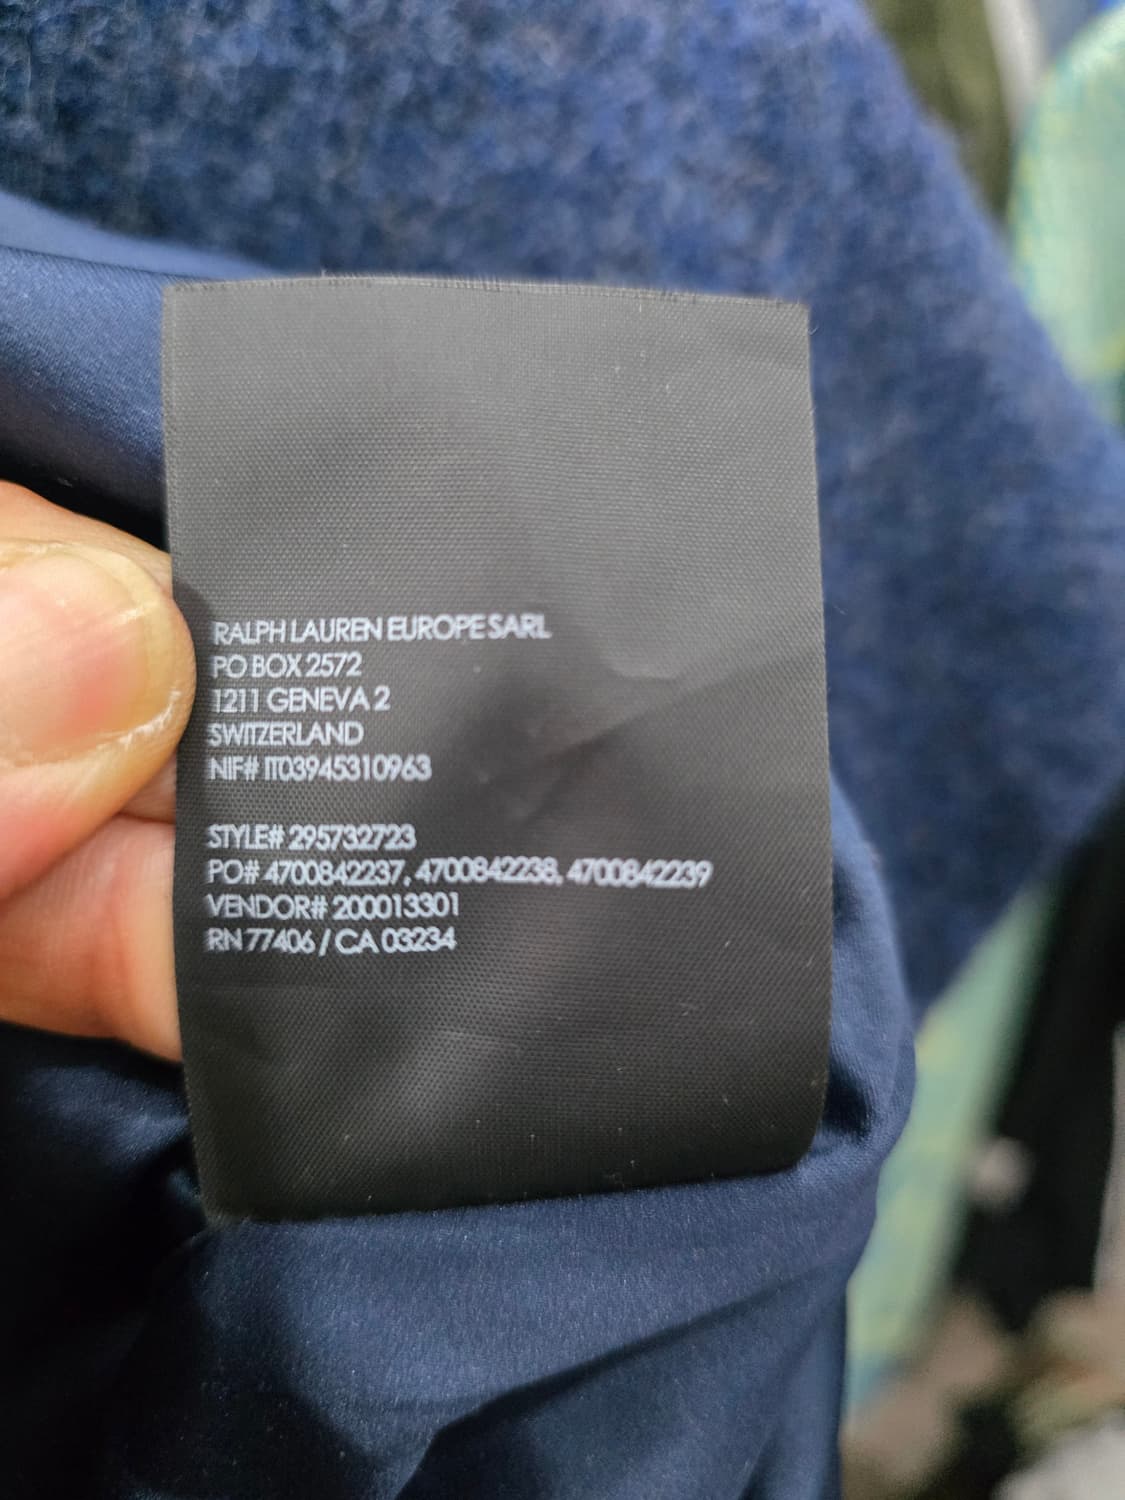 RALPH LAUREN EUROPE SARL
PO BOX 2572
1211 GENEVA 2
SWITZERLAND
NIF# IT03945310963
STYLE# 295732723
PO# 4700842237, 4700842238, 4700842239
VENDOR# 200013301
RN 77406 / CA 03234